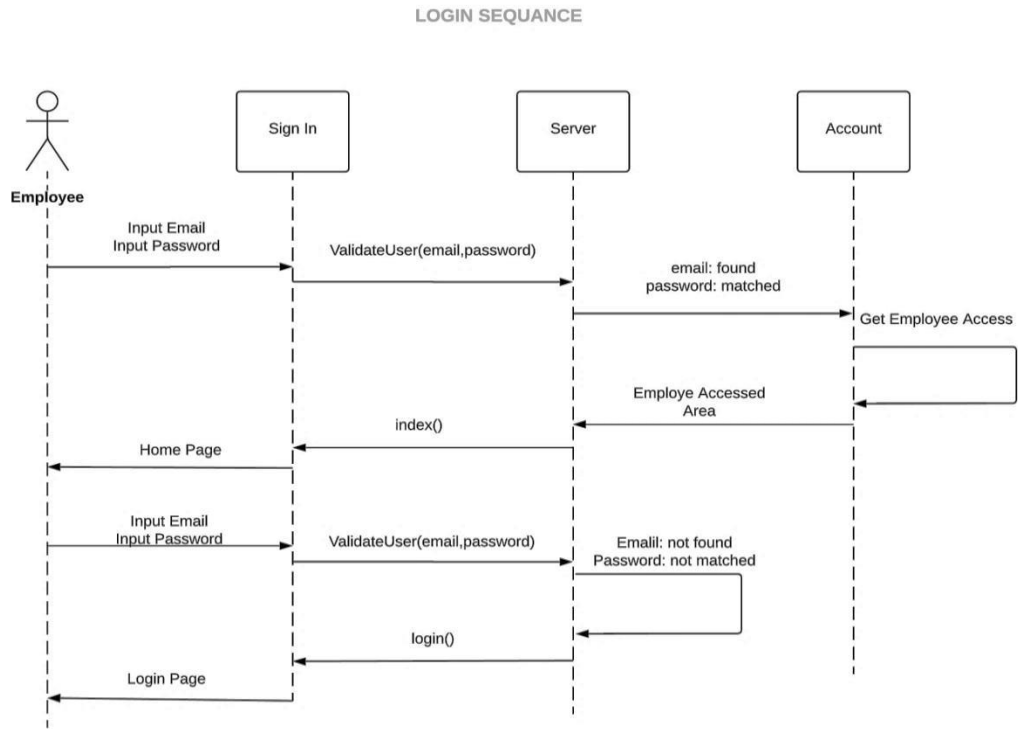 LOGIN SEQUANCE
Sign In
Server
Account
Employee
Input Email
Input Password
ValidateUser(email,password)
email: found
password: matched
Get Employee Access
Employe Accessed
Area
index()
Home Page
Input Email
Input Password
ValidateUser(email,password)
Emalil: not found
Password: not matched
login()
Login Page